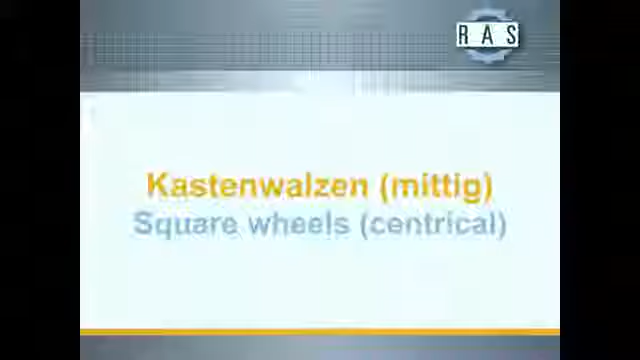 RAS
Kastenwalzen (mittig)
Square wheels (centrical)